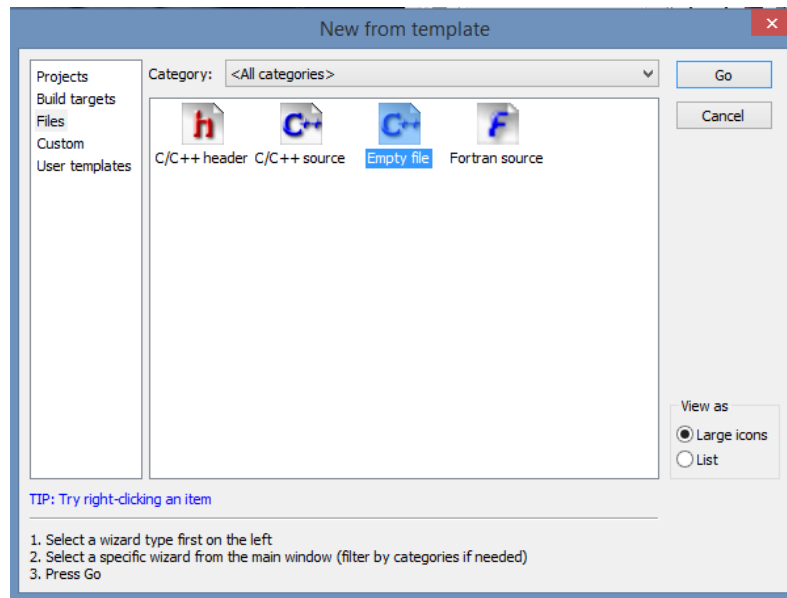 New from template
Projects
Build targets
Files
Custom
User templates
Category: <All categories>
C/C++ header C/C++ source Empty file Fortran source
Go
Cancel
View as
Large icons
List
TIP: Try right-clicking an item
1. Select a wizard type first on the left
2. Select a specific wizard from the main window (filter by categories if needed)
3. Press Go